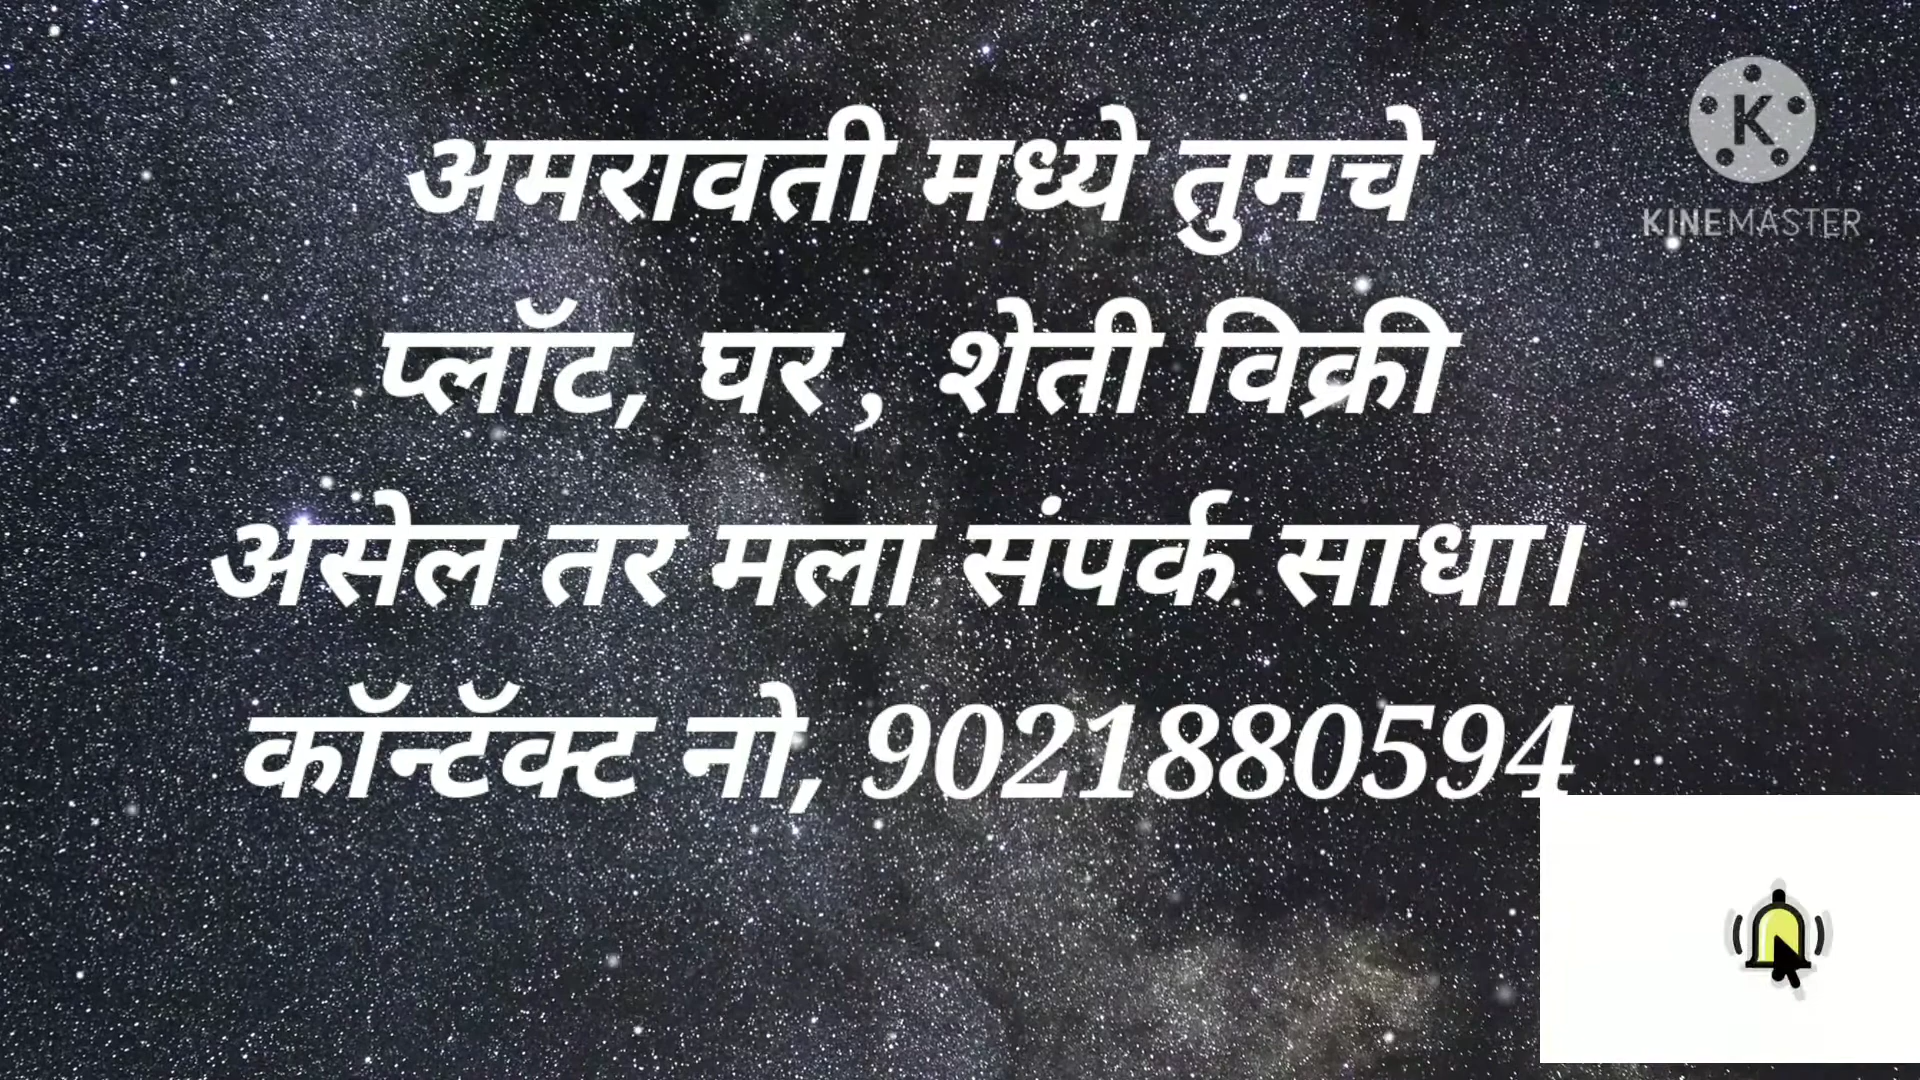 अमरावती मध्ये तुमचे
प्लॉट, घर , शेती विक्री
असेल तर मला संपर्क साधा।
कॉन्टॅक्ट नो, 9021880594
K
KINEMASTER